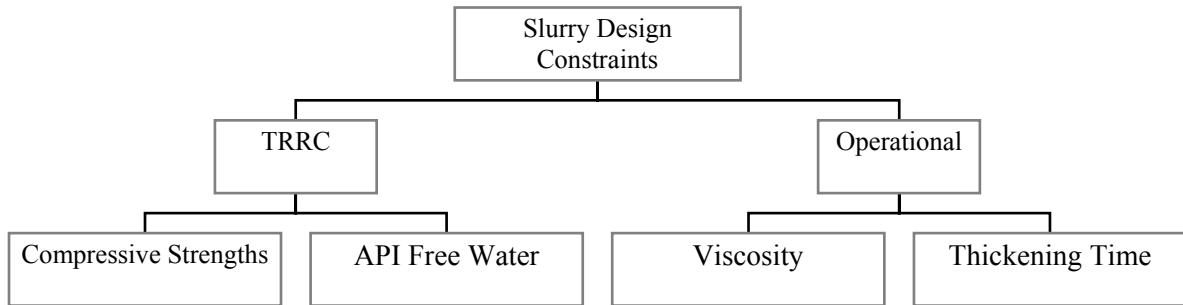 Slurry Design
Constraints
TRRC
Operational
Compressive Strengths
API Free Water
Viscosity
Thickening Time